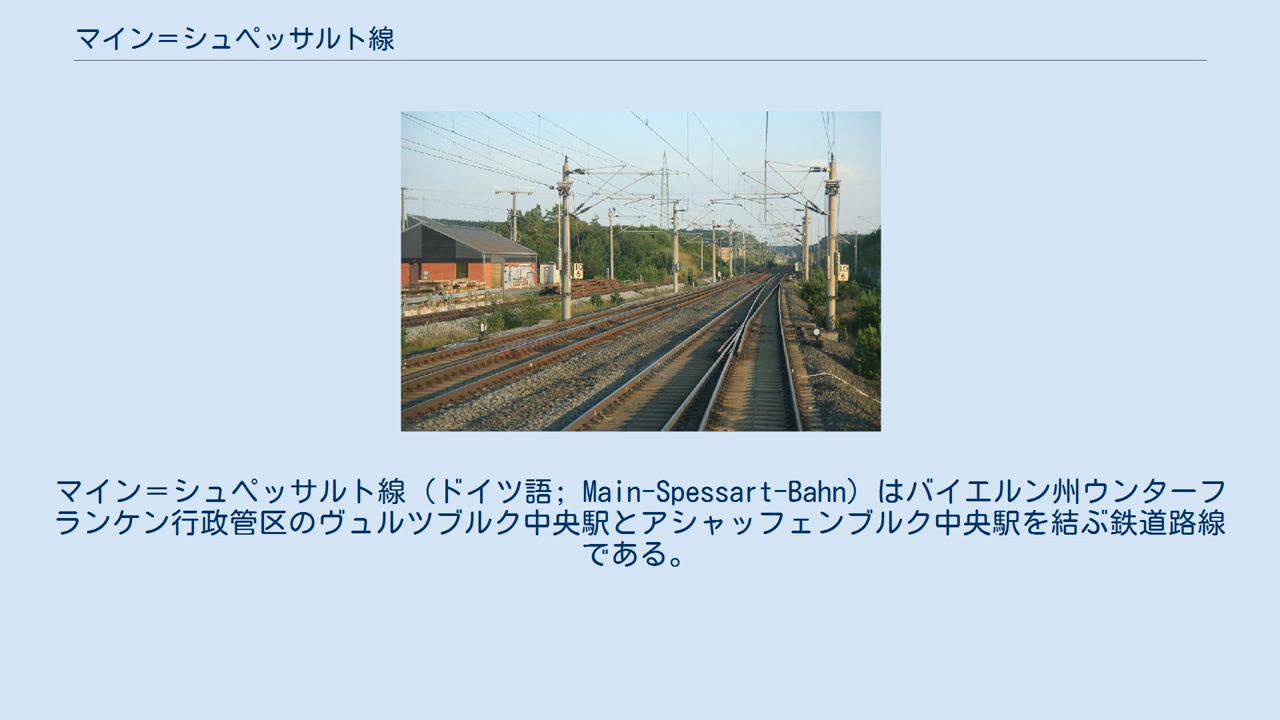 マイン＝シュペッサルト線
10
6
10
6
マイン＝シュペッサルト線（ドイツ語; Main-Spessart-Bahn）はバイエルン州ウンターフ
ランケン行政管区のヴュルツブルク中央駅とアシャッフェンブルク中央駅を結ぶ鉄道路線
である。